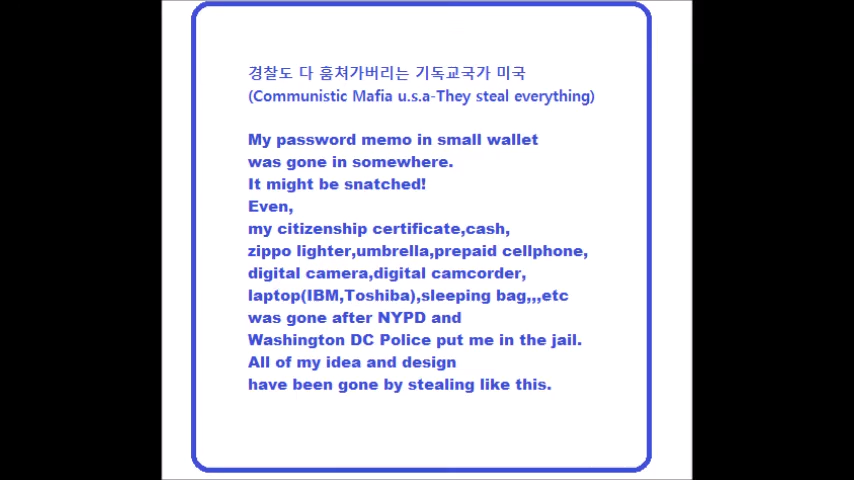 경찰도 다 훔쳐가버리는 기독교국가 미국
(Communistic Mafia u.s.a-They steal everything)
My password memo in small wallet
was gone in somewhere.
It might be snatched!
Even,
my citizenship certificate,cash,
zippo lighter,umbrella,prepaid cellphone,
digital camera,digital camcorder,
laptop(IBM,Toshiba),sleeping bag,,,etc
was gone after NYPD and
Washington DC Police put me in the jail.
All of my idea and design
have been gone by stealing like this.